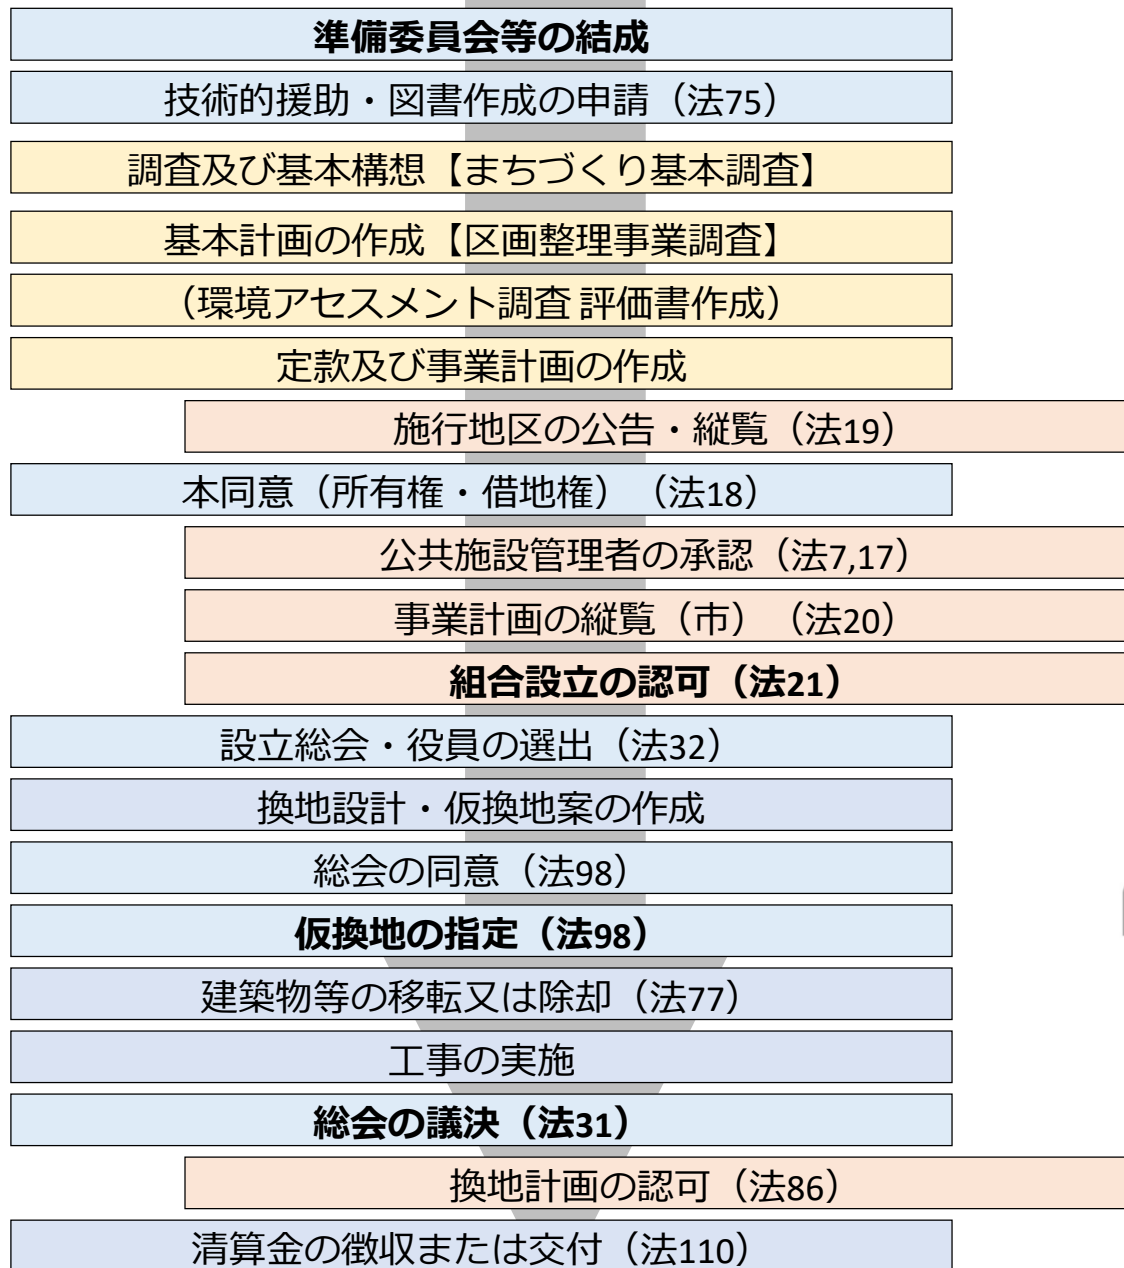 準備委員会等の結成
技術的援助・図書作成の申請（法75）
調査及び基本構想【まちづくり基本調査】
基本計画の作成【区画整理事業調査】
（環境アセスメント調査 評価書作成）
定款及び事業計画の作成
施行地区の公告・縦覧（法19）
本同意（所有権・借地権）（法18）
公共施設管理者の承認（法7,17）
事業計画の縦覧（市）（法20）
組合設立の認可（法21）
設立総会・役員の選出（法32）
換地設計・仮換地案の作成
総会の同意（法98）
仮換地の指定（法98）
建築物等の移転又は除却（法77）
工事の実施
総会の議決（法31）
換地計画の認可（法86）
清算金の徴収または交付（法110）